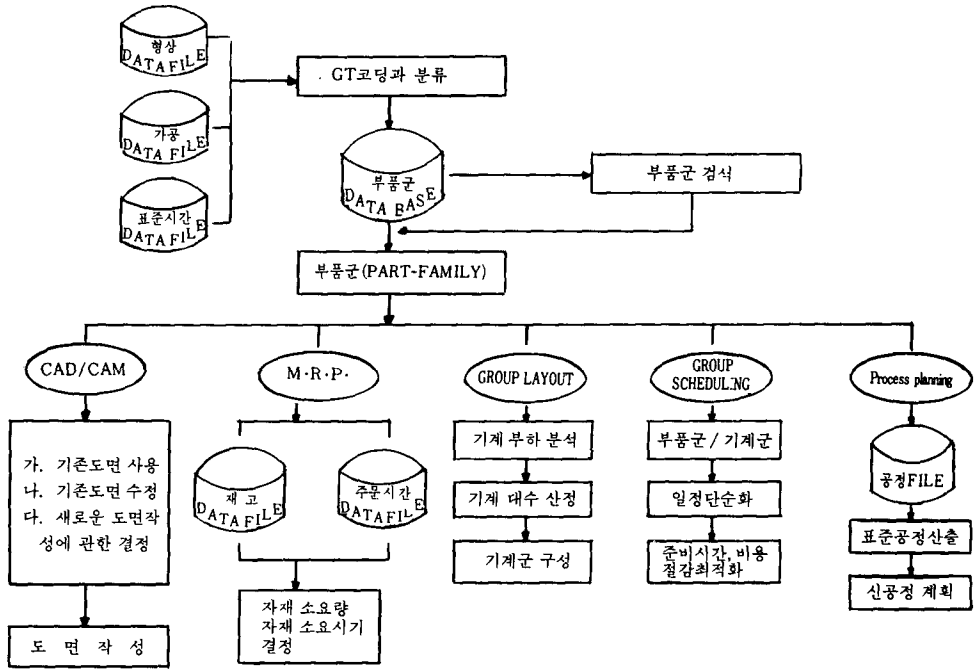 형상
DATA FILE
GT코딩과 분류
가공
DATA FILE
부품군
DATA BASE
부품군 검색
표준시간
DATA FILE
부품군(PART-FAMILY)
CAD/CAM
M·R·P·
GROUP LAYOUT
GROUP
SCHEDULING
Process planning
가. 기존도면 사용
나. 기존도면 수정
다. 새로운 도면작
성에 관한 결정
도 면 작 성
재고
DATA FILE
주문시간
DATA FILE
자재 소요량
자재 소요시기
결정
기계 부하 분석
기계 대수 산정
기계군 구성
부품군 / 기계군
일정단순화
준비시간, 비용
절감최적화
공정FILE
표준공정산출
신공정 계획